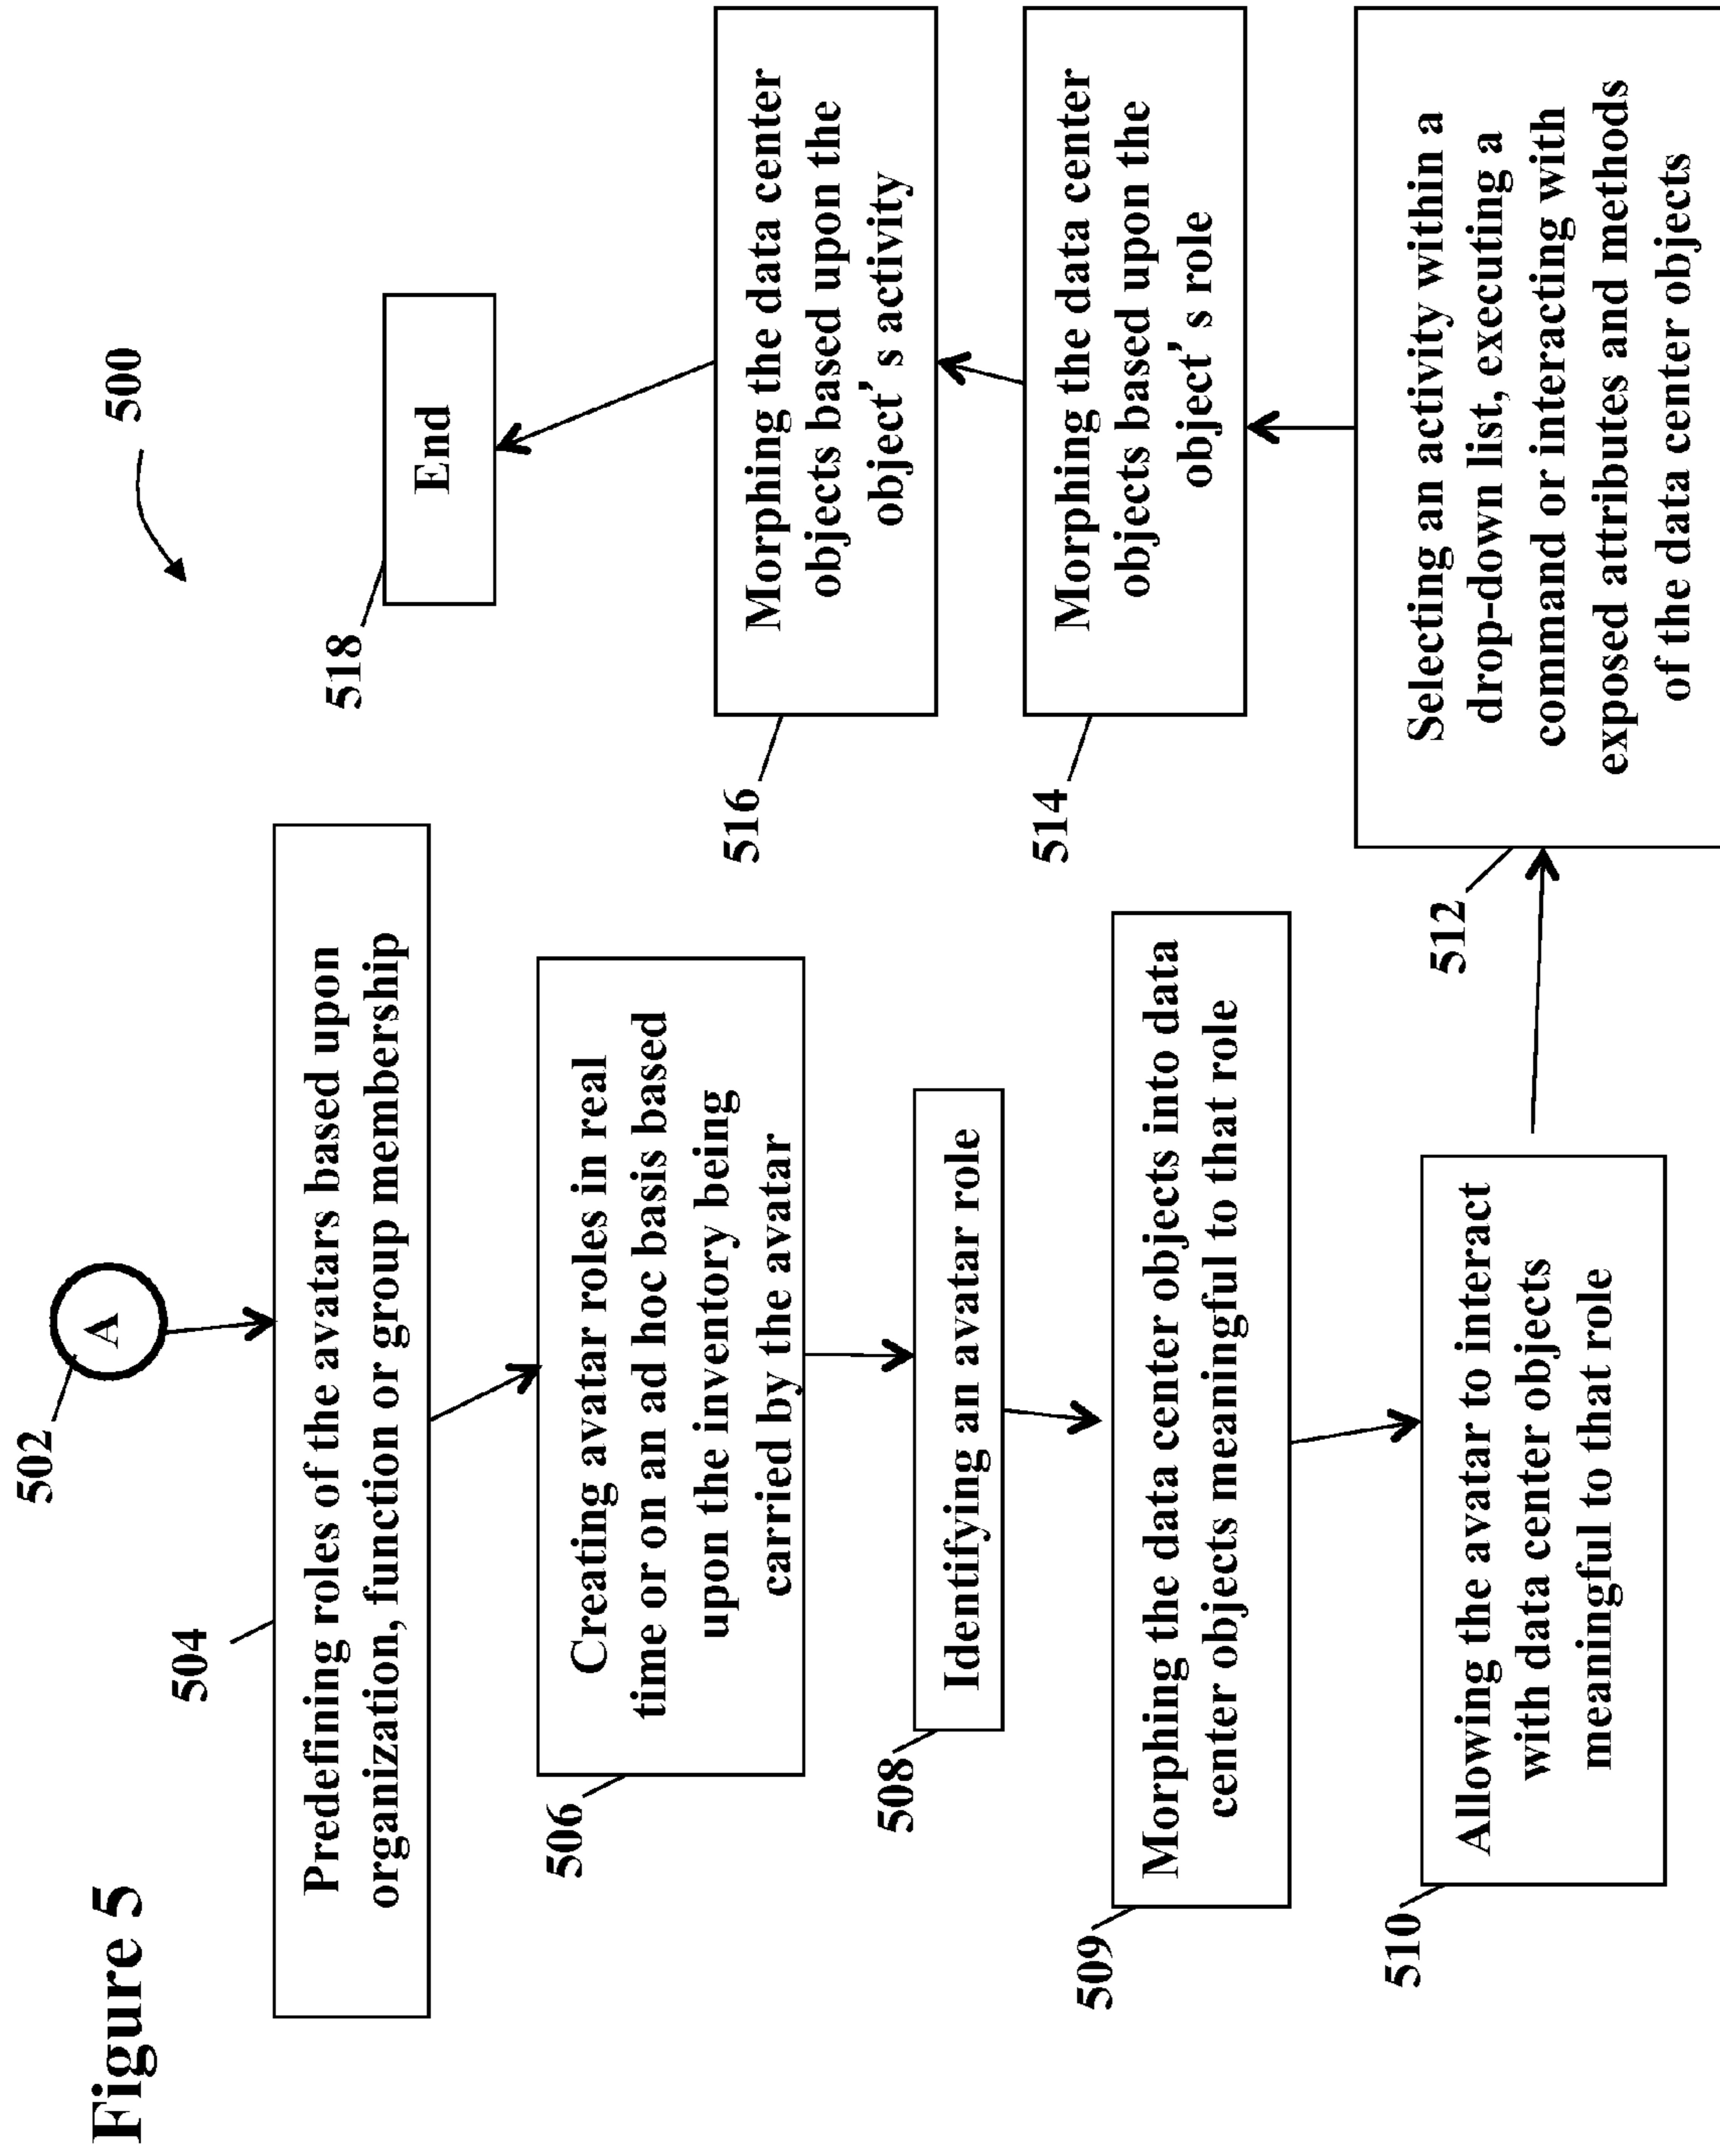 Figure 5
500
502
A
504
Predefining roles of the avatars based upon
organization, function or group membership
506
Creating avatar roles in real
time or on an ad hoc basis based
upon the inventory being
carried by the avatar
508
Identifying an avatar role
509
Morphing the data center objects into data
center objects meaningful to that role
510
Allowing the avatar to interact
with data center objects
meaningful to that role
512
Selecting an activity within a
drop-down list, executing a
command or interacting with
exposed attributes and methods
of the data center objects
514
Morphing the data center
objects based upon the
object's role
516
Morphing the data center
objects based upon the
object's activity
518
End